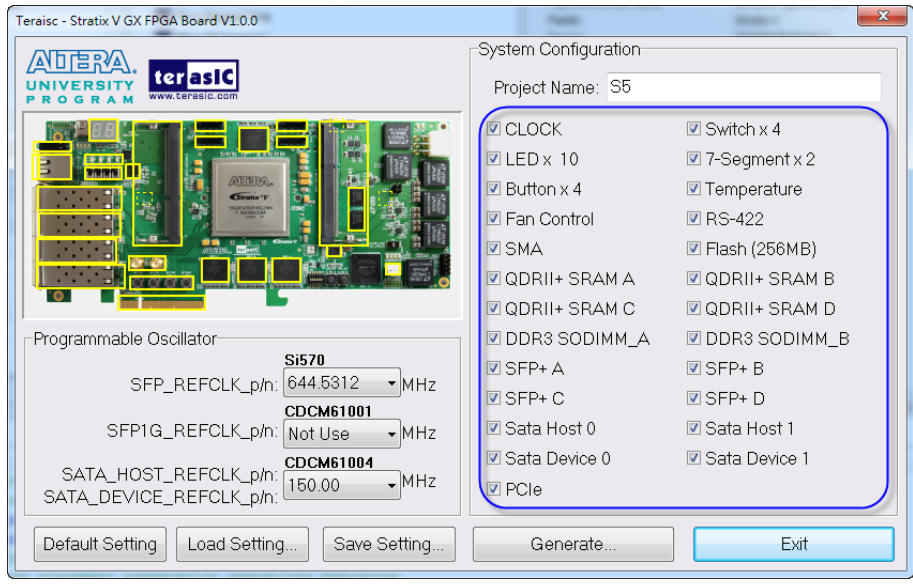 Teraisc - Stratix V GX FPGA Board V1.0.0
ALTERA.
UNIVERSITY
PROGRAM
terasIC
www.terasic.com
System Configuration
Project Name: S5
CLOCK
Switch x 4
LED x 10
7-Segment x 2
Button x 4
Temperature
Fan Control
RS-422
SMA
Flash (256MB)
QDRII+ SRAM A
QDRII+ SRAM B
QDRII+ SRAM C
QDRII+ SRAM D
DDR3 SODIMM_A
DDR3 SODIMM_B
SFP+ A
SFP+ B
SFP+ C
SFP+ D
Sata Host 0
Sata Host 1
Sata Device 0
Sata Device 1
PCIe
ALTERA
Stratix V
Programmable Oscillator
Si570
SFP_REFCLK_p/n: 644.5312 MHz
CDCM61001
SFP1G_REFCLK_p/n: Not Use MHz
CDCM61004
SATA_HOST_REFCLK_p/n:
SATA_DEVICE_REFCLK_p/n: 150.00 MHz
Default Setting
Load Setting...
Save Setting...
Generate...
Exit